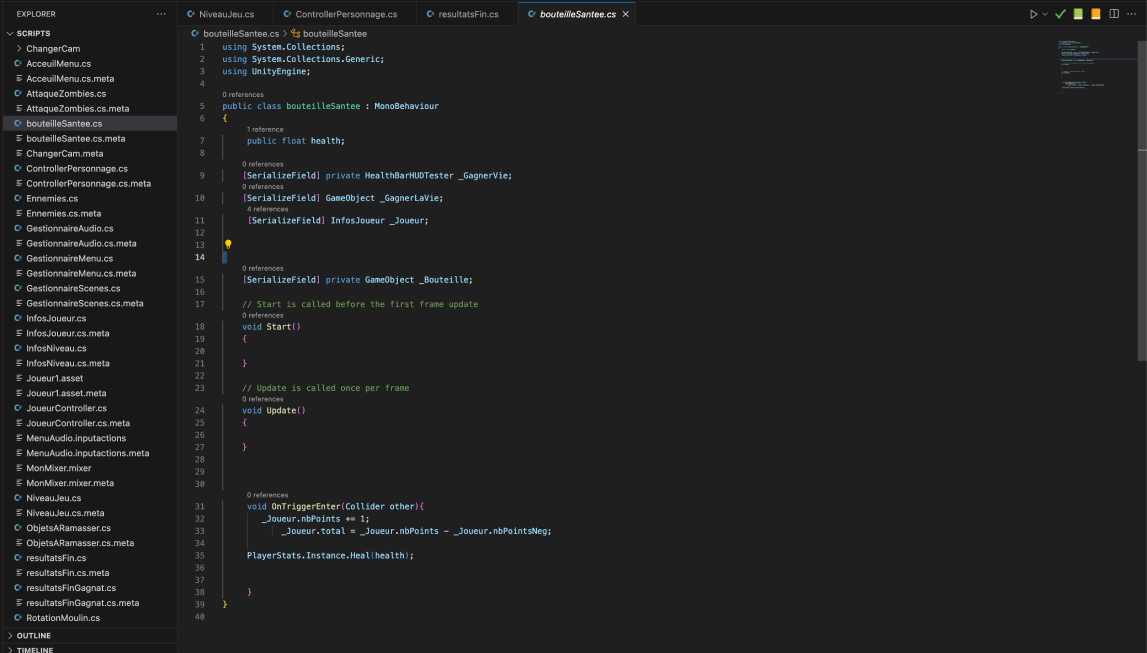 EXPLORER
SCRIPTS
ChangerCam
AcceuilMenu.cs
AcceuilMenu.cs.meta
AttaqueZombies.cs
AttaqueZombies.cs.meta
bouteilleSantee.cs
bouteilleSantee.cs.meta
ChangerCam.meta
ControllerPersonnage.cs
ControllerPersonnage.cs.meta
Ennemies.cs
Ennemies.cs.meta
GestionnaireAudio.cs
GestionnaireAudio.cs.meta
GestionnaireMenu.cs
GestionnaireMenu.cs.meta
GestionnaireScenes.cs
GestionnaireScenes.cs.meta
InfosJoueur.cs
InfosJoueur.cs.meta
InfosNiveau.cs
InfosNiveau.cs.meta
Joueur1.asset
Joueur1.asset.meta
JoueurController.cs
JoueurController.cs.meta
MenuAudio.inputactions
MenuAudio.inputactions.meta
MonMixer.mixer
MonMixer.mixer.meta
NiveauJeu.cs
NiveauJeu.cs.meta
ObjetsARamasser.cs
ObjetsARamasser.cs.meta
resultatsFin.cs
resultatsFin.cs.meta
resultatsFinGagnat.cs
resultatsFinGagnat.cs.meta
RotationMoulin.cs
OUTLINE
TIMELINE
NiveauJeu.cs ControllerPersonnage.cs resultatsFin.cs bouteilleSantee.cs
bouteilleSantee.cs > bouteilleSantee
1 using System.Collections;
2 using System.Collections.Generic;
3 using UnityEngine;
4
0 references
5 public class bouteilleSantee : MonoBehaviour
6 {
1 reference
7 public float health;
8
0 references
9 [SerializeField] private HealthBarHUDTester _GagnerVie;
0 references
10 [SerializeField] GameObject _GagnerLaVie;
4 references
11 [SerializeField] InfosJoueur _Joueur;
12
13
14
0 references
15 [SerializeField] private GameObject _Bouteille;
16
17 // Start is called before the first frame update
0 references
18 void Start()
19 {
20
21 }
22
23 // Update is called once per frame
0 references
24 void Update()
25 {
26
27 }
28
29
30
0 references
31 void OnTriggerEnter(Collider other){
32 _Joueur.nbPoints += 1;
33 _Joueur.total = _Joueur.nbPoints - _Joueur.nbPointsNeg;
34
35 PlayerStats.Instance.Heal(health);
36
37
38 }
39 }
40